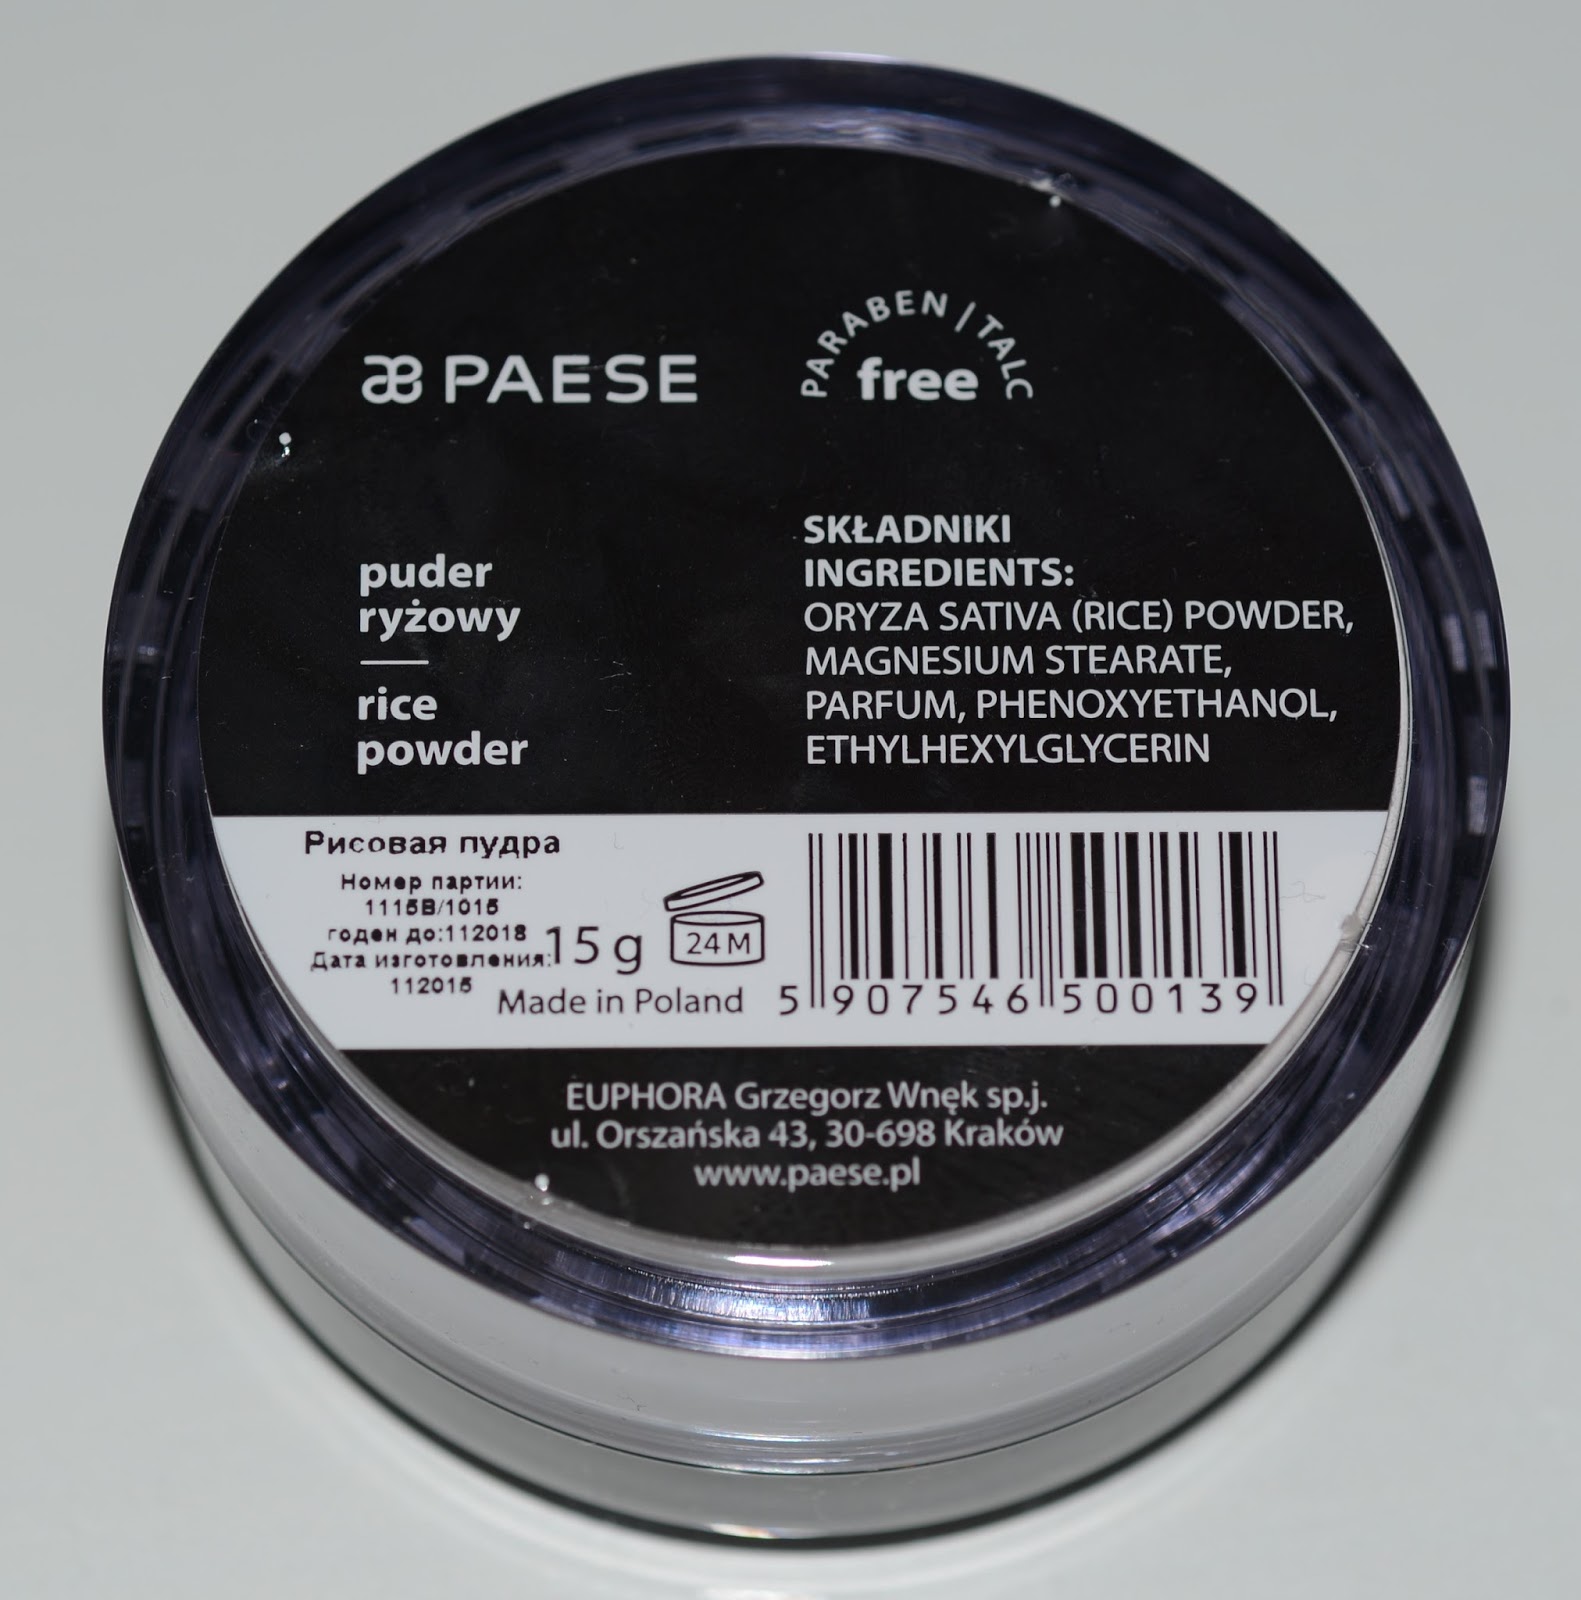 PAESE
PARABEN | TALC
free
puder
ryżowy
rice
powder
SKŁADNIKI
INGREDIENTS:
ORYZA SATIVA (RICE) POWDER,
MAGNESIUM STEARATE,
PARFUM, PHENOXYETHANOL,
ETHYLHEXYLGLYCERIN
Рисовая пудра
Номер партии:
1115B/1015
годен до:112018
Дата изготовления:
112015
15 g
24 M
Made in Poland
5 907546 500139
EUPHORA Grzegorz Wnęk sp.j.
ul. Orszańska 43, 30-698 Kraków
www.paese.pl